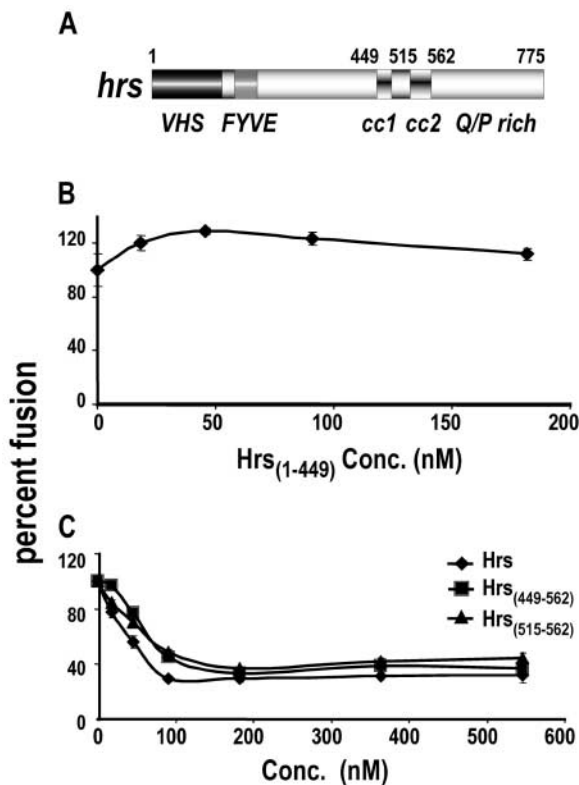 A
1 449 515 562 775
hrs
VHS FYVE cc1 cc2 Q/P rich
B
120
80
40
0
0 50 100 150 200
Hrs(1-449) Conc. (nM)
percent fusion
C
120
80
40
0
Hrs
Hrs(449-562)
Hrs(515-562)
0 100 200 300 400 500 600
Conc. (nM)